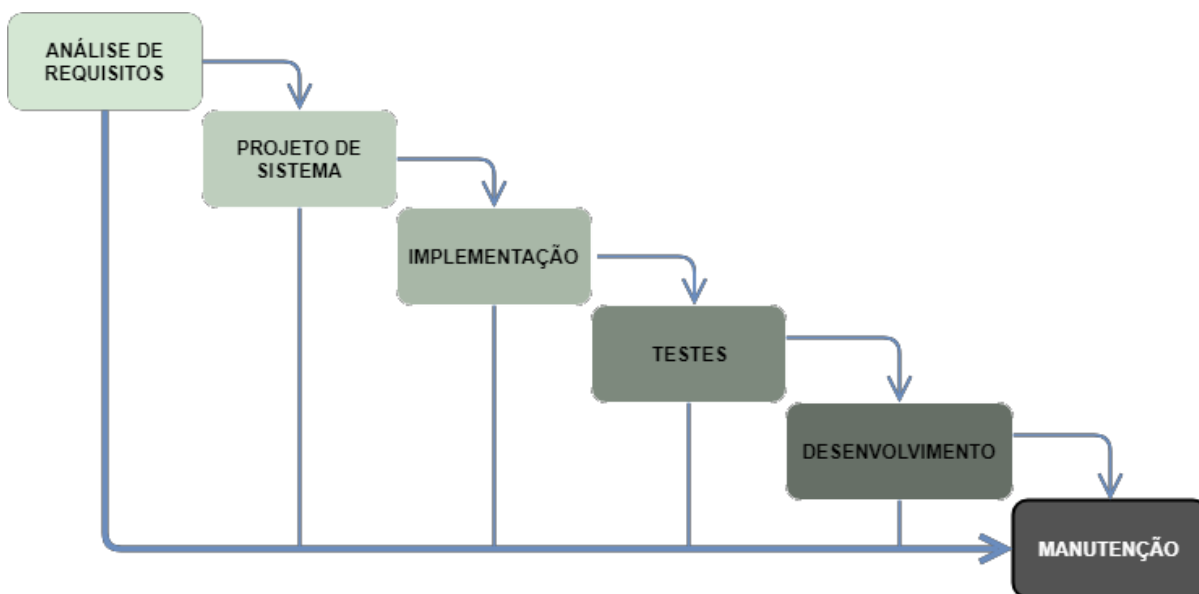 ANÁLISE DE
REQUISITOS
PROJETO DE
SISTEMA
IMPLEMENTAÇÃO
TESTES
DESENVOLVIMENTO
MANUTENÇÃO